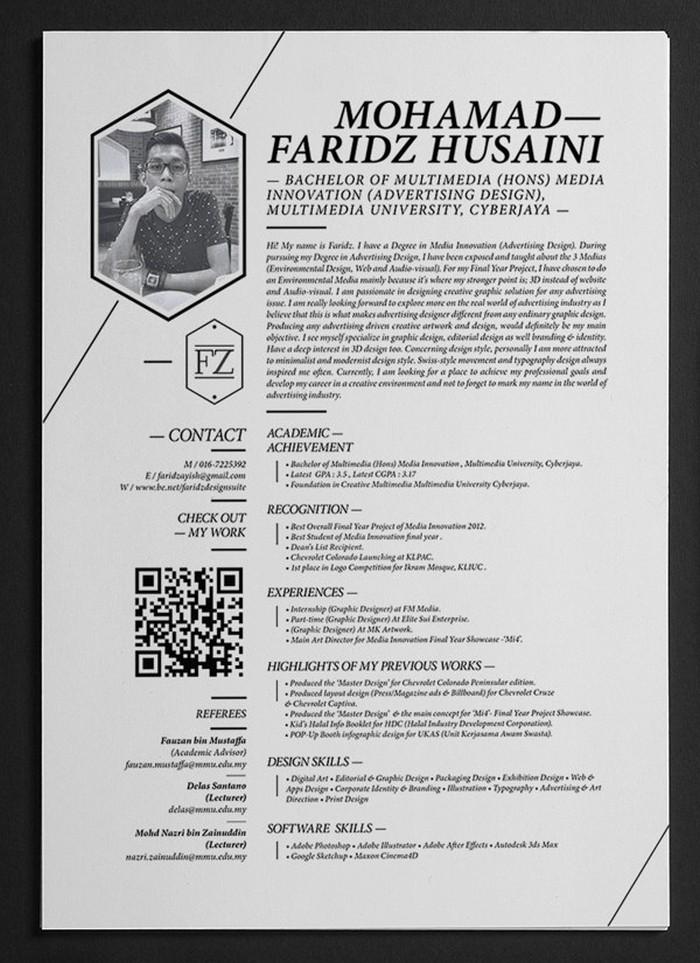 MOHAMAD—
FARIDZ HUSAINI
— BACHELOR OF MULTIMEDIA (HONS) MEDIA
INNOVATION (ADVERTISING DESIGN),
MULTIMEDIA UNIVERSITY, CYBERJAYA —
Hi! My name is Faridz. I have a Degree in Media Innovation (Advertising Design). During
pursuing my Degree in Advertising Design, I have been exposed and taught about the 3 Medias
(Environmental Design, Web and Audio-visual). For my Final Year Project, I have chosen to do
an Environmental Media mainly because it's where my stronger point is; 3D instead of website
and Audio-visual. I am passionate in designing creative graphic solution for any advertising
issue. I am really looking forward to explore more on the real world of advertising industry as I
believe that this is what makes advertising designer different from any ordinary graphic design.
Producing any advertising driven creative artwork and design, would definitely be my main
objective. I see myself specialize in graphic design, editorial design as well branding & identity.
Have a deep interest in 3D design too. Concerning design style, personally I am more attracted
to minimalist and modernist design style. Swiss-style movement and typography design always
inspired me often. Currently, I am looking for a place to achieve my professional goals and
develop my career in a creative environment and not to forget to mark my name in the world of
advertising industry.
FZ
— CONTACT
M / 016-7225392
E / faridzayish@gmail.com
W / www.be.net/faridzdesignsuite
CHECK OUT
— MY WORK
REFEREES
Fauzan bin Mustaffa
(Academic Advisor)
fauzan.mustaffa@mmu.edu.my
Delas Santano
(Lecturer)
delas@mmu.edu.my
Mohd Nazri bin Zainuddin
(Lecturer)
nazri.zainuddin@mmu.edu.my
ACADEMIC —
ACHIEVEMENT
• Bachelor of Multimedia (Hons) Media Innovation , Multimedia University, Cyberjaya.
• Latest GPA : 3.5 , Latest CGPA : 3.17
• Foundation in Creative Multimedia Multimedia University Cyberjaya.
RECOGNITION —
• Best Overall Final Year Project of Media Innovation 2012.
• Best Student of Media Innovation final year .
• Dean's List Recipient.
• Chevrolet Colorado Launching at KLPAC.
• 1st place in Logo Competition for Ikram Mosque, KLIUC .
EXPERIENCES —
• Internship (Graphic Designer) at FM Media.
• Part-time (Graphic Designer) At Elite Sui Enterprise.
• (Graphic Designer) At MK Artwork.
• Main Art Director for Media Innovation Final Year Showcase -'Mi4'.
HIGHLIGHTS OF MY PREVIOUS WORKS —
• Produced the 'Master Design' for Chevrolet Colorado Peninsular edition.
• Produced layout design (Press/Magazine ads & Billboard) for Chevrolet Cruze
& Chevrolet Captiva.
• Produced the 'Master Design' & the main concept for 'Mi4'- Final Year Project Showcase.
• Kid's Halal Info Booklet for HDC (Halal Industry Development Corporation).
• POP-Up Booth infographic design for UKAS (Unit Kerjasama Awam Swasta).
DESIGN SKILLS —
• Digital Art • Editorial & Graphic Design • Packaging Design • Exhibition Design • Web &
Apps Design • Corporate Identity & Branding • Illustration • Typography • Advertising & Art
Direction • Print Design
SOFTWARE SKILLS —
• Adobe Photoshop • Adobe Illustrator • Adobe After Effects • Autodesk 3ds Max
• Google Sketchup • Maxon Cinema4D